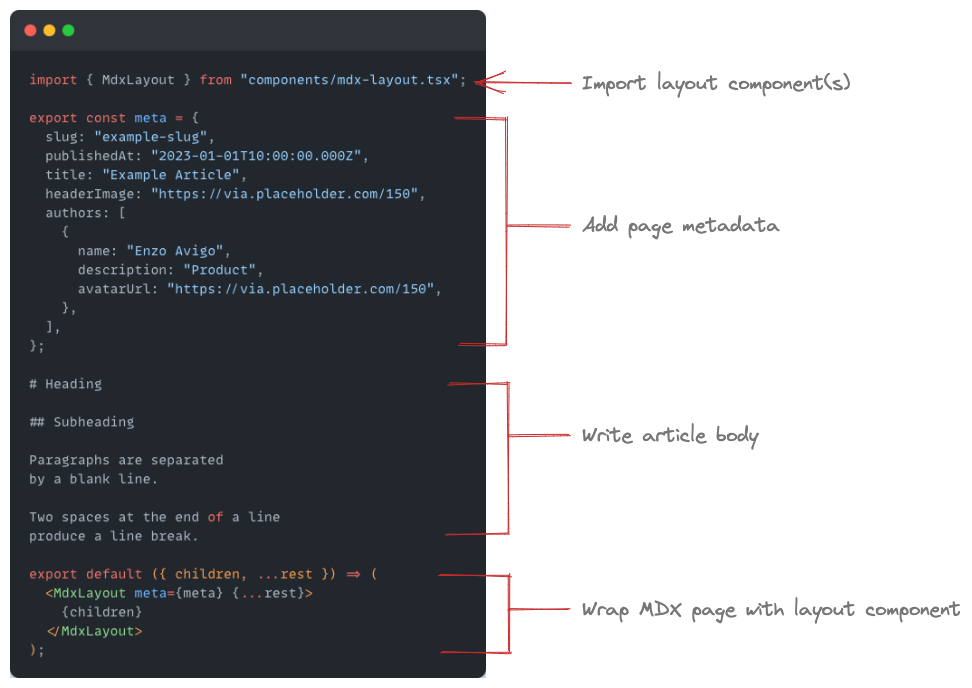 import { MdxLayout } from "components/mdx-layout.tsx";
Import layout component(s)
export const meta = {
  slug: "example-slug",
  publishedAt: "2023-01-01T10:00:00.000Z",
  title: "Example Article",
  headerImage: "https://via.placeholder.com/150",
  authors: [
    {
      name: "Enzo Avigo",
      description: "Product",
      avatarUrl: "https://via.placeholder.com/150",
    },
  ],
};
Add page metadata
# Heading
## Subheading
Paragraphs are separated
by a blank line.
Two spaces at the end of a line
produce a line break.
Write article body
export default ({ children, ...rest }) => (
  <MdxLayout meta={meta} {...rest}>
    {children}
  </MdxLayout>
);
Wrap MDX page with layout component